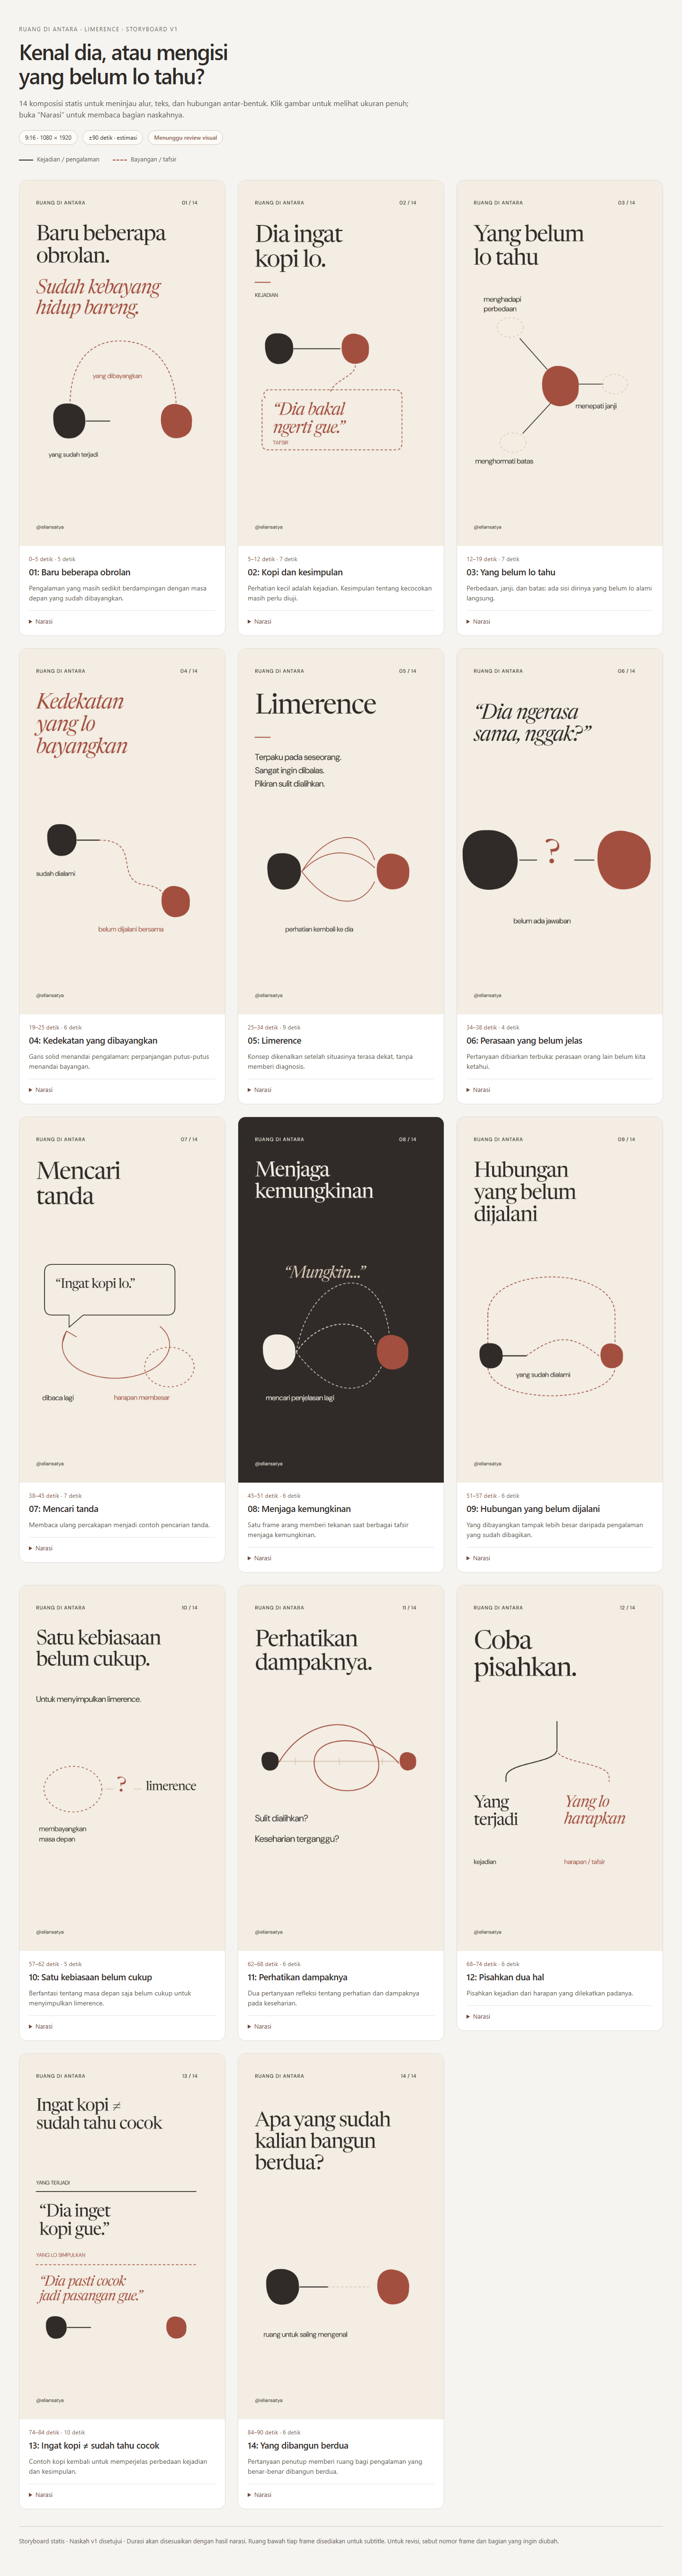 RUANG DI ANTARA · LIMERENCE · STORYBOARD V1
Kenal dia, atau mengisi
yang belum lo tahu?
14 komposisi statis untuk meninjau alur, teks, dan hubungan antar-bentuk. Klik gambar untuk melihat ukuran penuh;
buka "Narasi" untuk membaca bagian naskahnya.
9:16 · 1080 × 1920
±90 detik · estimasi
Menunggu review visual
Kejadian / pengalaman
Bayangan / tafsir
RUANG DI ANTARA
01 / 14
Baru beberapa
obrolan.
Sudah kebayang
hidup bareng.
yang dibayangkan
yang sudah terjadi
@eliansatya
0–5 detik · 5 detik
01: Baru beberapa obrolan
Pengalaman yang masih sedikit berdampingan dengan masa
depan yang sudah dibayangkan.
Narasi
RUANG DI ANTARA
02 / 14
Dia ingat
kopi lo.
KEJADIAN
“Dia bakal
ngerti gue.”
TAFSIR
@eliansatya
5–12 detik · 7 detik
02: Kopi dan kesimpulan
Perhatian kecil adalah kejadian. Kesimpulan tentang kecocokan
masih perlu diuji.
Narasi
RUANG DI ANTARA
03 / 14
Yang belum
lo tahu
menghadapi
perbedaan
menepati janji
menghormati batas
@eliansatya
12–19 detik · 7 detik
03: Yang belum lo tahu
Perbedaan, janji, dan batas: ada sisi dirinya yang belum lo alami
langsung.
Narasi
RUANG DI ANTARA
04 / 14
Kedekatan
yang lo
bayangkan
sudah dialami
belum dijalani bersama
@eliansatya
19–25 detik · 6 detik
04: Kedekatan yang dibayangkan
Garis solid menandai pengalaman; perpanjangan putus-putus
menandai bayangan.
Narasi
RUANG DI ANTARA
05 / 14
Limerence
Terpaku pada seseorang.
Sangat ingin dibalas.
Pikiran sulit dialihkan.
perhatian kembali ke dia
@eliansatya
25–34 detik · 9 detik
05: Limerence
Konsep dikenalkan setelah situasinya terasa dekat, tanpa
memberi diagnosis.
Narasi
RUANG DI ANTARA
06 / 14
“Dia ngerasa
sama, nggak?”
?
belum ada jawaban
@eliansatya
34–38 detik · 4 detik
06: Perasaan yang belum jelas
Pertanyaan dibiarkan terbuka: perasaan orang lain belum kita
ketahui.
Narasi
RUANG DI ANTARA
07 / 14
Mencari
tanda
“Ingat kopi lo.”
dibaca lagi
harapan membesar
@eliansatya
38–45 detik · 7 detik
07: Mencari tanda
Membaca ulang percakapan menjadi contoh pencarian tanda.
Narasi
RUANG DI ANTARA
08 / 14
Menjaga
kemungkinan
“Mungkin...”
mencari penjelasan lagi
@eliansatya
45–51 detik · 6 detik
08: Menjaga kemungkinan
Satu frame arang memberi tekanan saat berbagai tafsir
menjaga kemungkinan.
Narasi
RUANG DI ANTARA
09 / 14
Hubungan
yang belum
dijalani
yang sudah dialami
@eliansatya
51–57 detik · 6 detik
09: Hubungan yang belum dijalani
Yang dibayangkan tampak lebih besar daripada pengalaman
yang sudah dibagikan.
Narasi
RUANG DI ANTARA
10 / 14
Satu kebiasaan
belum cukup.
Untuk menyimpulkan limerence.
?
limerence
membayangkan
masa depan
@eliansatya
57–62 detik · 5 detik
10: Satu kebiasaan belum cukup
Berfantasi tentang masa depan saja belum cukup untuk
menyimpulkan limerence.
Narasi
RUANG DI ANTARA
11 / 14
Perhatikan
dampaknya.
Sulit dialihkan?
Keseharian terganggu?
@eliansatya
62–68 detik · 6 detik
11: Perhatikan dampaknya
Dua pertanyaan refleksi tentang perhatian dan dampaknya
pada keseharian.
Narasi
RUANG DI ANTARA
12 / 14
Coba
pisahkan.
Yang
terjadi
Yang lo
harapkan
kejadian
harapan / tafsir
@eliansatya
68–74 detik · 6 detik
12: Pisahkan dua hal
Pisahkan kejadian dari harapan yang dilekatkan padanya.
Narasi
RUANG DI ANTARA
13 / 14
Ingat kopi ≠
sudah tahu cocok
YANG TERJADI
“Dia inget
kopi gue.”
YANG LO SIMPULKAN
“Dia pasti cocok
jadi pasangan gue.”
@eliansatya
74–84 detik · 10 detik
13: Ingat kopi ≠ sudah tahu cocok
Contoh kopi kembali untuk memperjelas perbedaan kejadian
dan kesimpulan.
Narasi
RUANG DI ANTARA
14 / 14
Apa yang sudah
kalian bangun
berdua?
ruang untuk saling mengenal
@eliansatya
84–90 detik · 6 detik
14: Yang dibangun berdua
Pertanyaan penutup memberi ruang bagi pengalaman yang
benar-benar dibangun berdua.
Narasi
Storyboard statis · Naskah v1 disetujui · Durasi akan disesuaikan dengan hasil narasi. Ruang bawah tiap frame disediakan untuk subtitle. Untuk revisi, sebut nomor frame dan bagian yang ingin diubah.